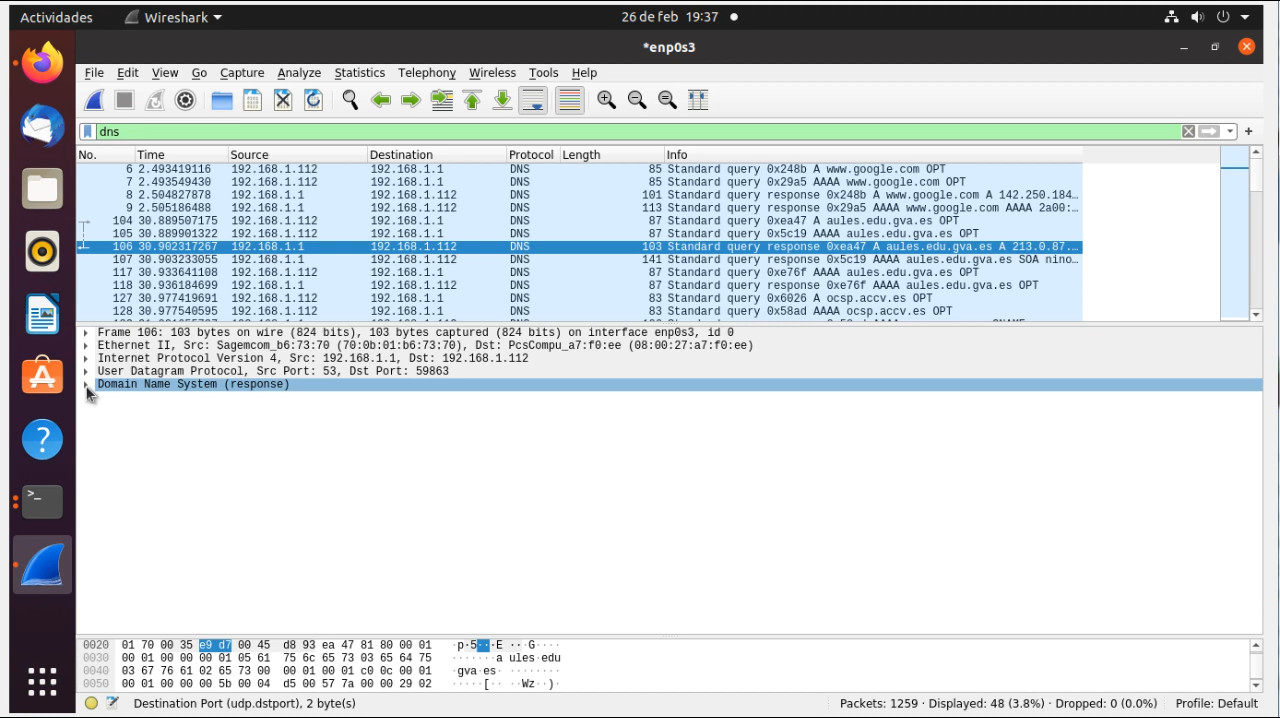 Actividades Wireshark 26 de feb 19:37
*enp0s3
File Edit View Go Capture Analyze Statistics Telephony Wireless Tools Help
dns
No. Time Source Destination Protocol Length Info
6 2.493419116 192.168.1.112 192.168.1.1 DNS 85 Standard query 0x248b A www.google.com OPT
7 2.493549430 192.168.1.112 192.168.1.1 DNS 85 Standard query 0x29a5 AAAA www.google.com OPT
8 2.504827878 192.168.1.1 192.168.1.112 DNS 101 Standard query response 0x248b A www.google.com A 142.250.184…
9 2.505186488 192.168.1.1 192.168.1.112 DNS 113 Standard query response 0x29a5 AAAA www.google.com AAAA 2a00:…
104 30.889507175 192.168.1.112 192.168.1.1 DNS 87 Standard query 0xea47 A aules.edu.gva.es OPT
105 30.889901322 192.168.1.112 192.168.1.1 DNS 87 Standard query 0x5c19 AAAA aules.edu.gva.es OPT
106 30.902317267 192.168.1.1 192.168.1.112 DNS 103 Standard query response 0xea47 A aules.edu.gva.es A 213.0.87.…
107 30.903233055 192.168.1.1 192.168.1.112 DNS 141 Standard query response 0x5c19 AAAA aules.edu.gva.es SOA nino…
117 30.933641108 192.168.1.112 192.168.1.1 DNS 87 Standard query 0xe76f AAAA aules.edu.gva.es OPT
118 30.936184699 192.168.1.1 192.168.1.112 DNS 87 Standard query response 0xe76f AAAA aules.edu.gva.es OPT
127 30.977419691 192.168.1.112 192.168.1.1 DNS 83 Standard query 0x6026 A ocsp.accv.es OPT
128 30.977540595 192.168.1.112 192.168.1.1 DNS 83 Standard query 0x58ad AAAA ocsp.accv.es OPT
Frame 106: 103 bytes on wire (824 bits), 103 bytes captured (824 bits) on interface enp0s3, id 0
Ethernet II, Src: Sagemcom_b6:73:70 (70:0b:01:b6:73:70), Dst: PcsCompu_a7:f0:ee (08:00:27:a7:f0:ee)
Internet Protocol Version 4, Src: 192.168.1.1, Dst: 192.168.1.112
User Datagram Protocol, Src Port: 53, Dst Port: 59863
Domain Name System (response)
0020 01 70 00 35 e9 d7 00 45 d8 93 ea 47 81 80 00 01 ·p·5···E ···G····
0030 00 01 00 00 00 01 05 61 75 6c 65 73 03 65 64 75 ·······a ules·edu
0040 03 67 76 61 02 65 73 00 00 01 00 01 c0 0c 00 01 ·gva·es· ········
0050 00 01 00 00 00 5b 00 04 d5 00 57 7a 00 00 29 02 ·····[·· ··Wz··)·
Destination Port (udp.dstport), 2 byte(s) Packets: 1259 · Displayed: 48 (3.8%) · Dropped: 0 (0.0%) Profile: Default